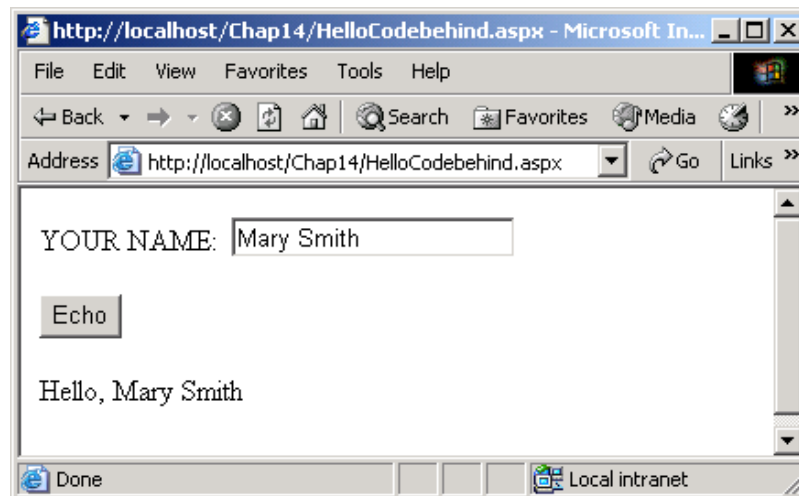 http://localhost/Chap14/HelloCodebehind.aspx - Microsoft In...
File Edit View Favorites Tools Help
Back Search Favorites Media »
Address http://localhost/Chap14/HelloCodebehind.aspx Go Links »
YOUR NAME: Mary Smith
Echo
Hello, Mary Smith
Done Local intranet